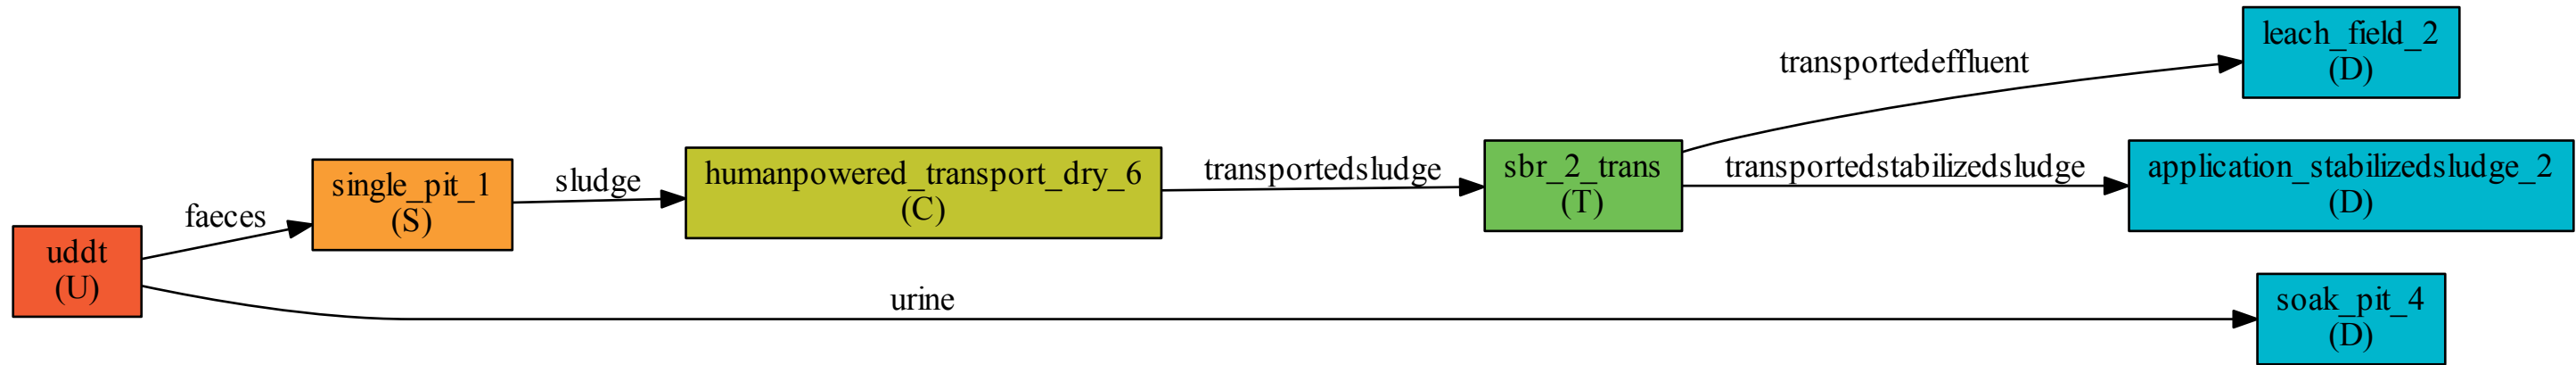 uddt
(U)
faeces
single_pit_1
(S)
sludge
humanpowered_transport_dry_6
(C)
transportedsludge
sbr_2_trans
(T)
transportedeffluent
leach_field_2
(D)
transportedstabilizedsludge
application_stabilizedsludge_2
(D)
urine
soak_pit_4
(D)